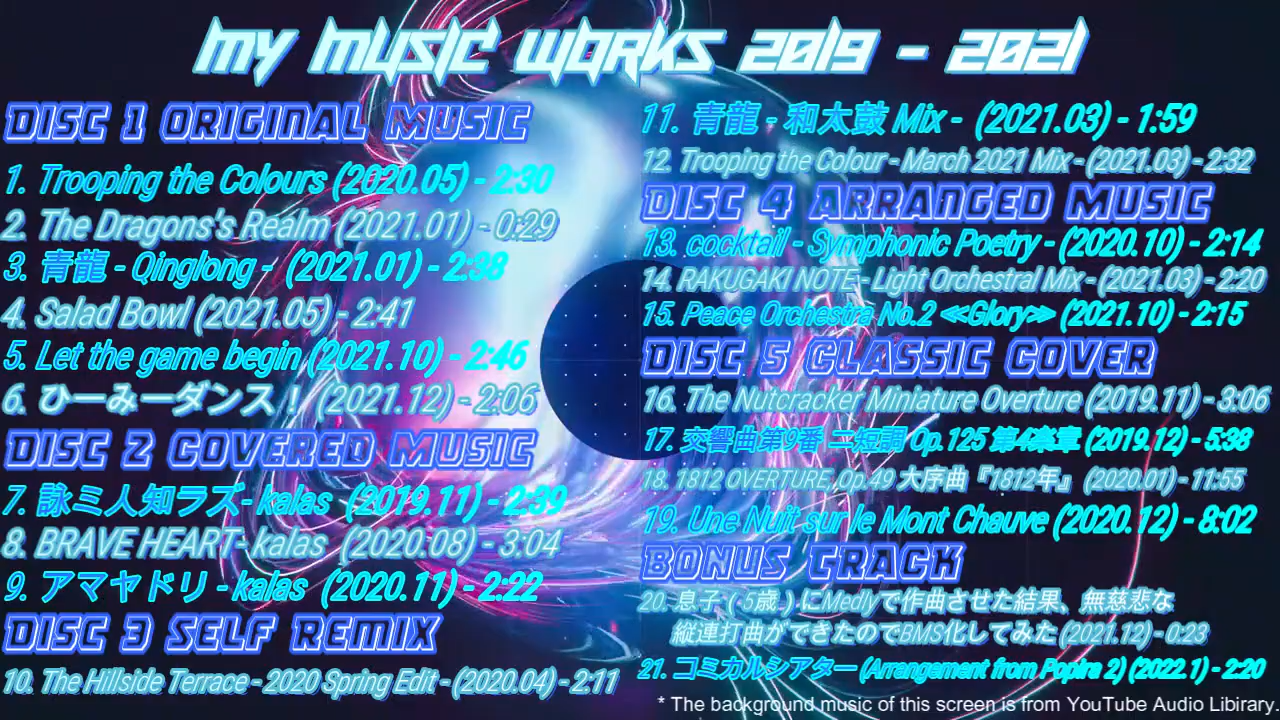 MY MUSIC WORKS 2019 - 2021
DISC 1 ORIGINAL MUSIC
1. Trooping the Colours (2020.05) - 2:30
2. The Dragons's Realm (2021.01) - 0:29
3. 青龍 - Qinglong - (2021.01) - 2:38
4. Salad Bowl (2021.05) - 2:41
5. Let the game begin (2021.10) - 2:46
6. ひーみーダンス! (2021.12) - 2:06
DISC 2 COVERED MUSIC
7. 詠ミ人知ラズ- kalas (2019.11) - 2:39
8. BRAVE HEART- kalas (2020.08) - 3:04
9. アマヤドリ - kalas (2020.11) - 2:22
DISC 3 SELF REMIX
10. The Hillside Terrace - 2020 Spring Edit - (2020.04) - 2:11
11. 青龍 - 和太鼓 Mix - (2021.03) - 1:59
12. Trooping the Colour - March 2021 Mix - (2021.03) - 2:32
DISC 4 ARRANGED MUSIC
13. cocktail - Symphonic Poetry - (2020.10) - 2:14
14. RAKUGAKI NOTE - Light Orchestral Mix - (2021.03) - 2:20
15. Peace Orchestra No.2 ≪Glory≫ (2021.10) - 2:15
DISC 5 CLASSIC COVER
16. The Nutcracker Miniature Overture (2019.11) - 3:06
17. 交響曲第9番 ニ短調 Op.125 第4楽章 (2019.12) - 5:38
18. 1812 OVERTURE, Op.49 大序曲『1812年』 (2020.01) - 11:55
19. Une Nuit sur le Mont Chauve (2020.12) - 8:02
BONUS TRACK
20. 息子(5歳)にMedlyで作曲させた結果、無慈悲な
縦連打曲ができたのでBMS化してみた (2021.12) - 0:23
21. コミカルシアター (Arrangement from Popira 2) (2022.1) - 2:20
* The background music of this screen is from YouTube Audio Libirary.